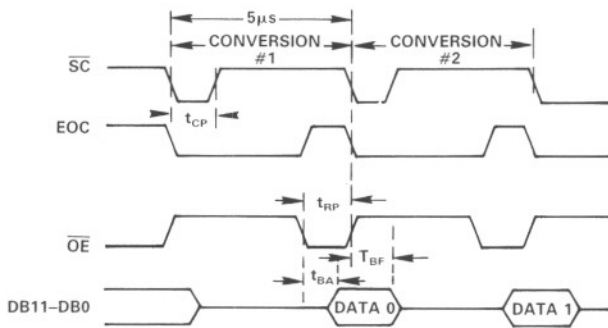 5µs
CONVERSION #1
CONVERSION #2
SC
tCP
EOC
tRP
OE
TBF
tBA
DB11–DB0
DATA 0
DATA 1